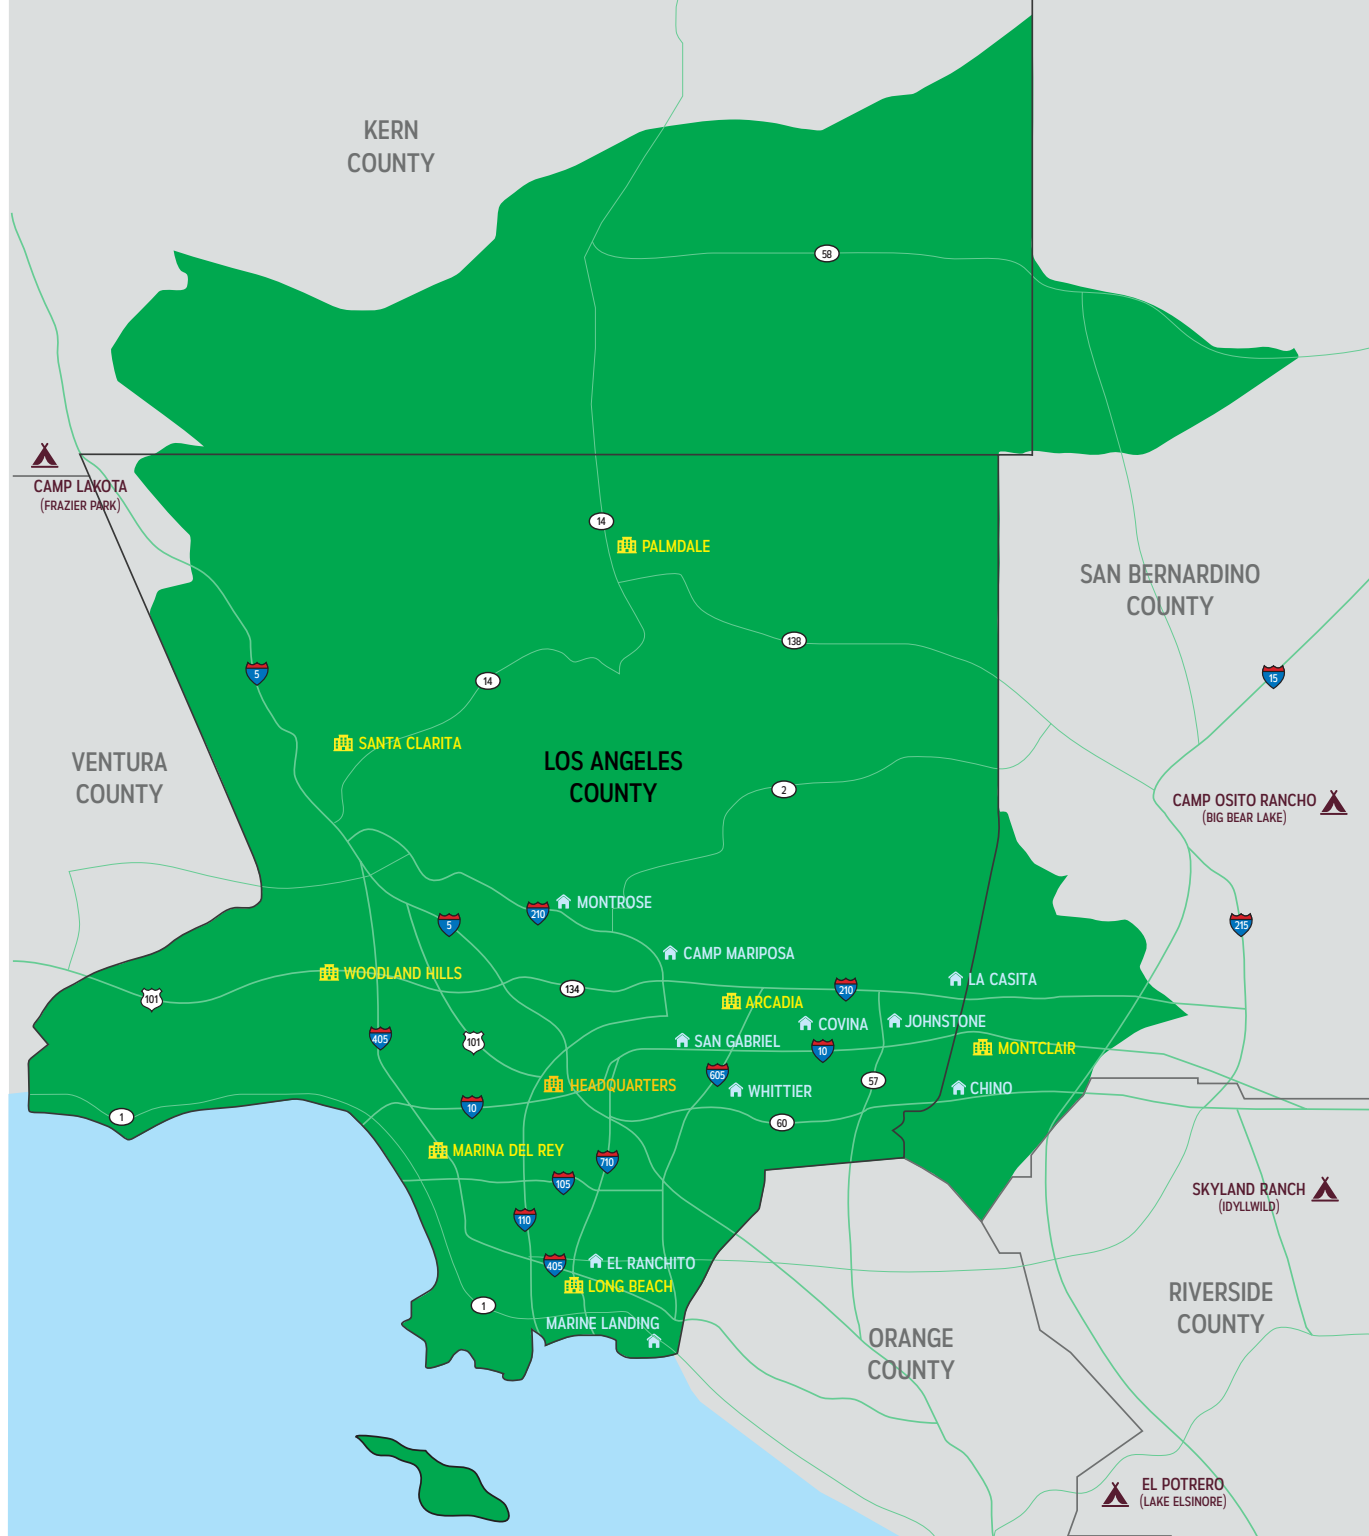 KERN
COUNTY
58
CAMP LAKOTA
(FRAZIER PARK)
14
PALMDALE
SAN BERNARDINO
COUNTY
138
5
14
15
SANTA CLARITA
LOS ANGELES
COUNTY
VENTURA
COUNTY
2
CAMP OSITO RANCHO
(BIG BEAR LAKE)
MONTROSE
210
5
215
CAMP MARIPOSA
WOODLAND HILLS
LA CASITA
134
210
101
ARCADIA
COVINA
JOHNSTONE
405
101
SAN GABRIEL
10
MONTCLAIR
605
57
HEADQUARTERS
WHITTIER
CHINO
10
1
60
MARINA DEL REY
710
105
SKYLAND RANCH
(IDYLLWILD)
110
405
EL RANCHITO
LONG BEACH
1
MARINE LANDING
RIVERSIDE
COUNTY
ORANGE
COUNTY
EL POTRERO
(LAKE ELSINORE)